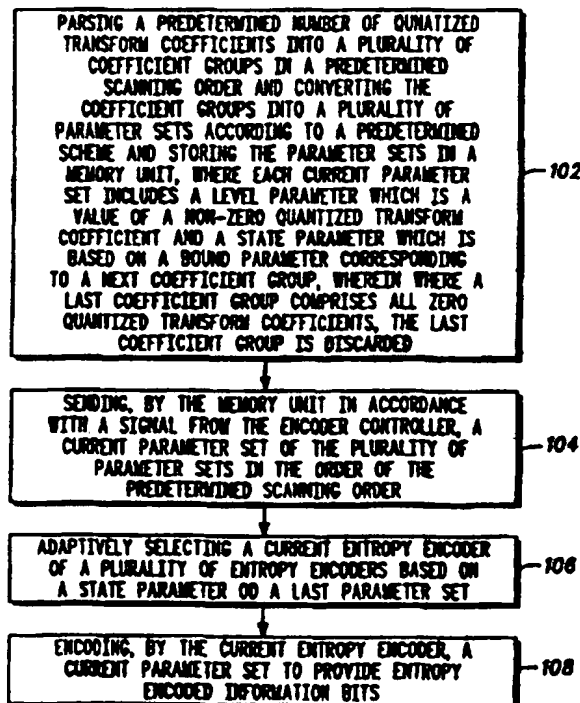 PARSING A PREDETERMINED NUMBER OF QUNATIZED
TRANSFORM COEFFICIENTS INTO A PLURALITY OF
COEFFICIENT GROUPS IN A PREDETERMINED
SCANNING ORDER AND CONVERTING THE
COEFFICIENT GROUPS INTO A PLURALITY OF
PARAMETER SETS ACCORDING TO A PREDETERMINED
SCHEME AND STORING THE PARAMETER SETS IN A
MEMORY UNIT, WHERE EACH CURRENT PARAMETER
SET INCLUDES A LEVEL PARAMETER WHICH IS A
VALUE OF A NON-ZERO QUANTIZED TRANSFORM
COEFFICIENT AND A STATE PARAMETER WHICH IS
BASED ON A BOUND PARAMETER CORRESPONDING
TO A NEXT COEFFICIENT GROUP, WHEREIN WHERE A
LAST COEFFICIENT GROUP COMPRISES ALL ZERO
QUANTIZED TRANSFORM COEFFICIENTS, THE LAST
COEFFICIENT GROUP IS DISCARDED
102
SENDING, BY THE MEMORY UNIT IN ACCORDANCE
WITH A SIGNAL FROM THE ENCODER CONTROLLER, A
CURRENT PARAMETER SET OF THE PLURALITY OF
PARAMETER SETS IN THE ORDER OF THE
PREDETERMINED SCANNING ORDER
104
ADAPTIVELY SELECTING A CURRENT ENTROPY ENCODER
OF A PLURALITY OF ENTROPY ENCODERS BASED ON
A STATE PARAMETER OD A LAST PARAMETER SET
106
ENCODING, BY THE CURRENT ENTROPY ENCODER, A
CURRENT PARAMETER SET TO PROVIDE ENTROPY
ENCODED INFORMATION BITS
108